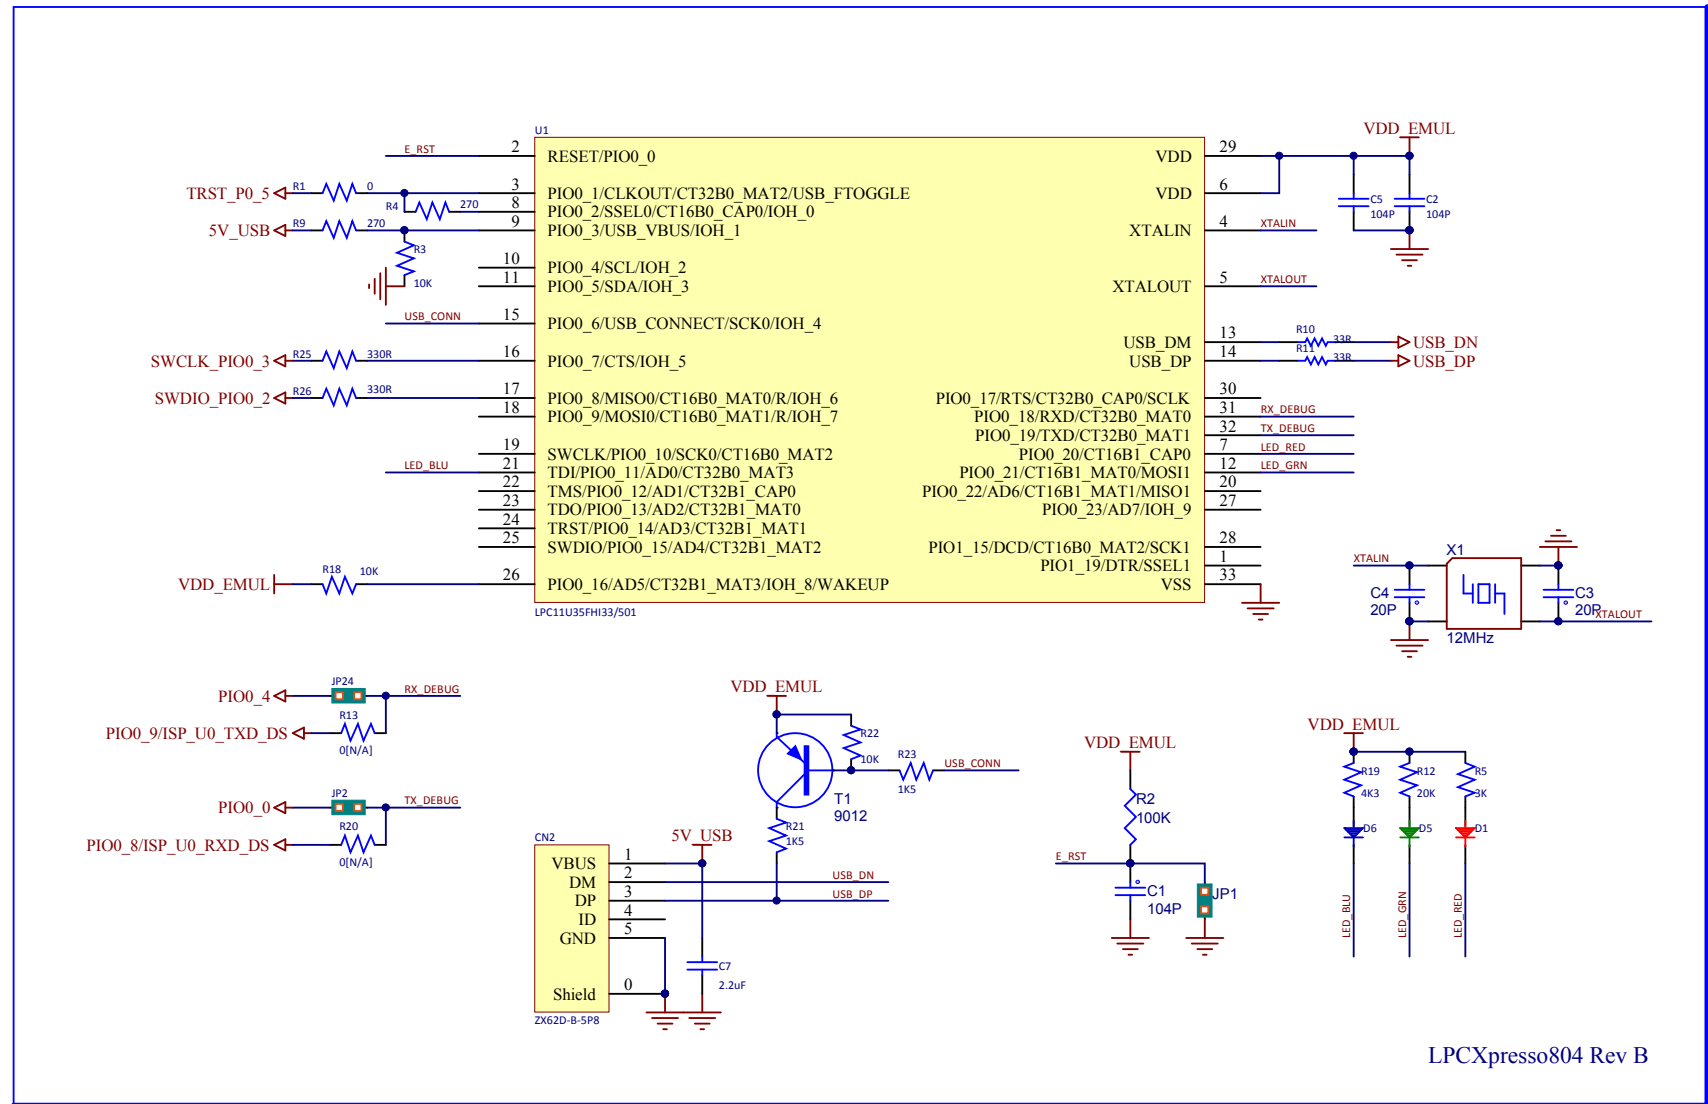 U1
E_RST 2 RESET/PIO0_0
TRST_P0_5 R1 0 3 PIO0_1/CLKOUT/CT32B0_MAT2/USB_FTOGGLE
R4 270 8 PIO0_2/SSEL0/CT16B0_CAP0/IOH_0
5V_USB R9 270 9 PIO0_3/USB_VBUS/IOH_1
R3
10K
10 PIO0_4/SCL/IOH_2
11 PIO0_5/SDA/IOH_3
USB_CONN 15 PIO0_6/USB_CONNECT/SCK0/IOH_4
SWCLK_PIO0_3 R25 330R 16 PIO0_7/CTS/IOH_5
SWDIO_PIO0_2 R26 330R 17 PIO0_8/MISO0/CT16B0_MAT0/R/IOH_6
18 PIO0_9/MOSI0/CT16B0_MAT1/R/IOH_7
19 SWCLK/PIO0_10/SCK0/CT16B0_MAT2
LED_BLU 21 TDI/PIO0_11/AD0/CT32B0_MAT3
22 TMS/PIO0_12/AD1/CT32B1_CAP0
23 TDO/PIO0_13/AD2/CT32B1_MAT0
24 TRST/PIO0_14/AD3/CT32B1_MAT1
25 SWDIO/PIO0_15/AD4/CT32B1_MAT2
VDD_EMUL R18 10K 26 PIO0_16/AD5/CT32B1_MAT3/IOH_8/WAKEUP
LPC11U35FHI33/501
VDD_EMUL
VDD 29
VDD 6
C5 104P
C2 104P
XTALIN 4 XTALIN
XTALOUT 5 XTALOUT
USB_DM 13 R10 33R USB_DN
USB_DP 14 R11 33R USB_DP
PIO0_17/RTS/CT32B0_CAP0/SCLK 30
PIO0_18/RXD/CT32B0_MAT0 31 RX_DEBUG
PIO0_19/TXD/CT32B0_MAT1 32 TX_DEBUG
PIO0_20/CT16B1_CAP0 7 LED_RED
PIO0_21/CT16B1_MAT0/MOSI1 12 LED_GRN
PIO0_22/AD6/CT16B1_MAT1/MISO1 20
PIO0_23/AD7/IOH_9 27
PIO1_15/DCD/CT16B0_MAT2/SCK1 28
PIO1_19/DTR/SSEL1 1
VSS 33
XTALIN X1
C4 C3
20P 20P XTALOUT
12MHz
JP24
PIO0_4 RX_DEBUG
R13
PIO0_9/ISP_U0_TXD_DS
0[N/A]
JP2
PIO0_0 TX_DEBUG
R20
PIO0_8/ISP_U0_RXD_DS
0[N/A]
VDD_EMUL
R22
10K
R23 USB_CONN
1K5
T1
9012
R21
1K5
CN2 5V_USB
VBUS 1
DM 2 USB_DN
DP 3 USB_DP
ID 4
GND 5
C7
2.2uF
Shield 0
ZX62D-B-5P8
VDD_EMUL
R2
100K
E_RST
C1
104P
JP1
VDD_EMUL
R19 R12 R5
4K3 20K 3K
D6 D5 D1
LED_BLU
LED_GRN
LED_RED
LPCXpresso804 Rev B